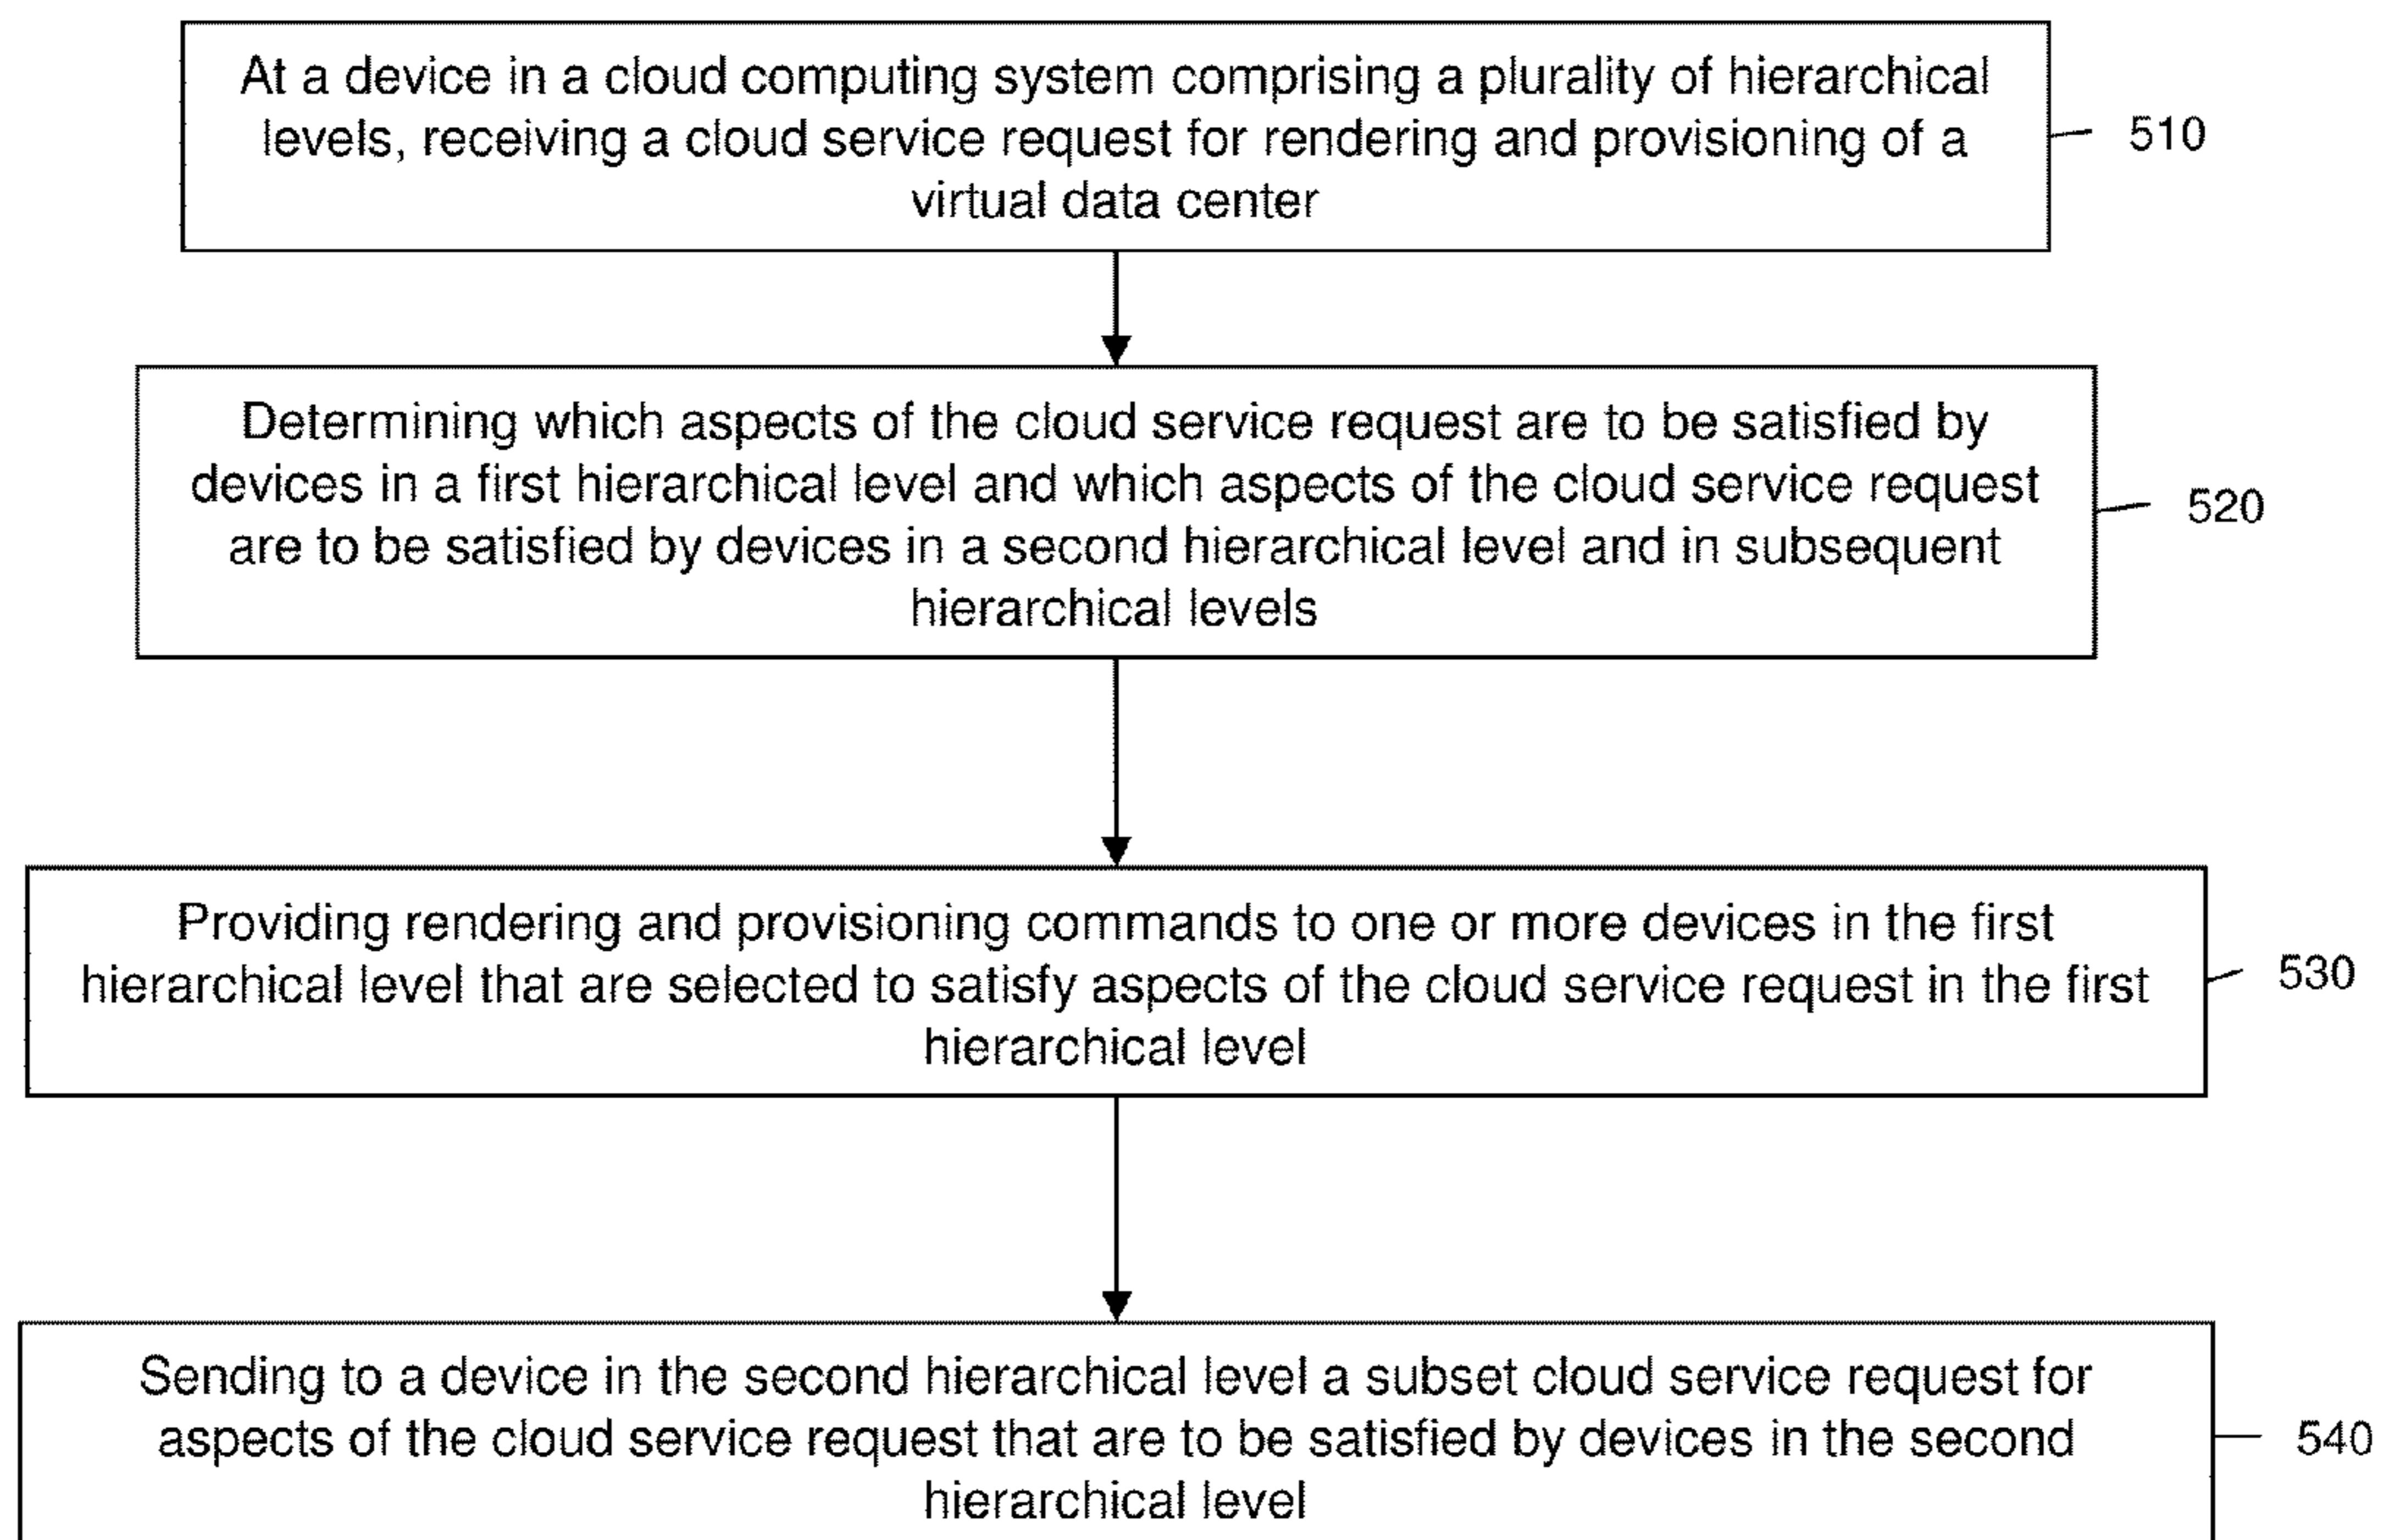 At a device in a cloud computing system comprising a plurality of hierarchical
levels, receiving a cloud service request for rendering and provisioning of a
virtual data center
510
Determining which aspects of the cloud service request are to be satisfied by
devices in a first hierarchical level and which aspects of the cloud service request
are to be satisfied by devices in a second hierarchical level and in subsequent
hierarchical levels
520
Providing rendering and provisioning commands to one or more devices in the first
hierarchical level that are selected to satisfy aspects of the cloud service request in the first
hierarchical level
530
Sending to a device in the second hierarchical level a subset cloud service request for
aspects of the cloud service request that are to be satisfied by devices in the second
hierarchical level
540